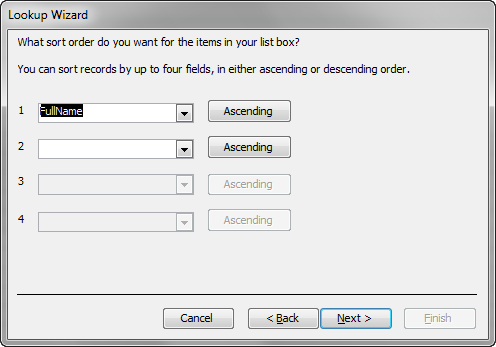 Lookup Wizard
What sort order do you want for the items in your list box?
You can sort records by up to four fields, in either ascending or descending order.
1 FullName Ascending
2 Ascending
3 Ascending
4 Ascending
Cancel < Back Next > Finish